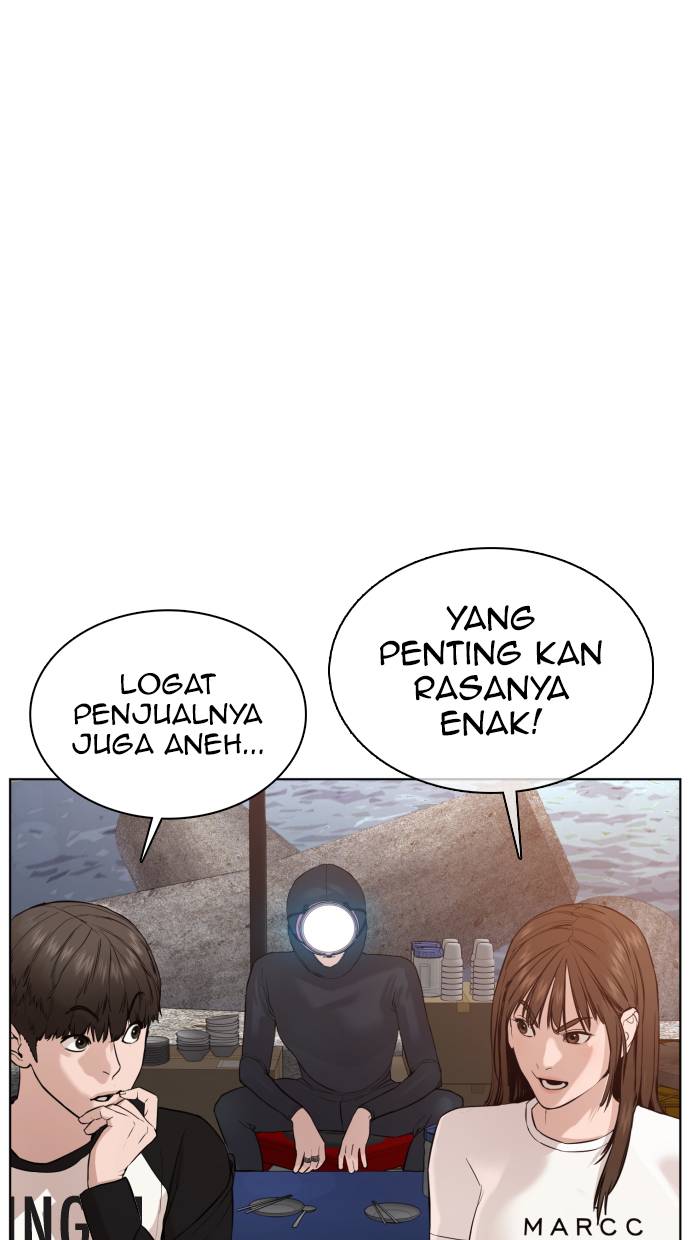 LOGAT
PENJUALNYA
JUGA ANEH...
YANG
PENTING KAN
RASANYA
ENAK!
MARCC